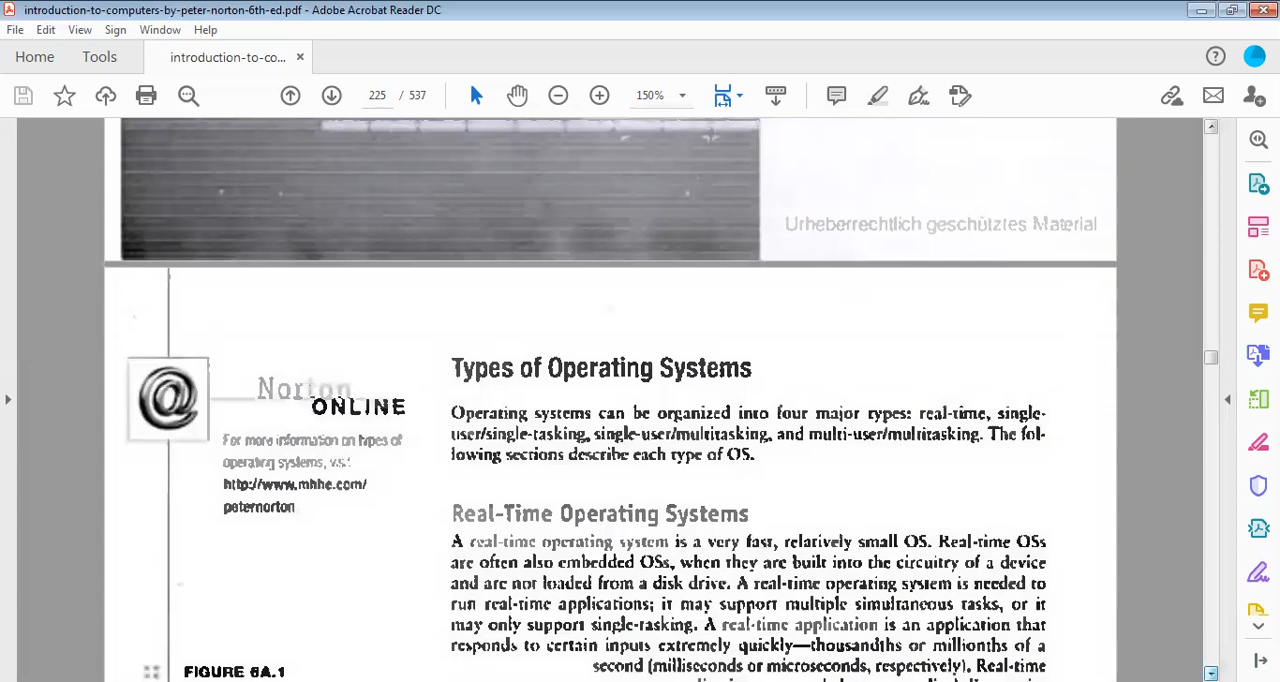 introduction-to-computers-by-peter-norton-6th-ed.pdf - Adobe Acrobat Reader DC
File Edit View Sign Window Help
Home Tools introduction-to-co... ×
225 / 537 150%
Urheberrechtlich geschütztes Material
Norton
ONLINE
For more information on types of
operating systems,
http://www.mhhe.com/
peternorton
Types of Operating Systems
Operating systems can be organized into four major types: real-time, single-
user/single-tasking, single-user/multitasking, and multi-user/multitasking. The fol-
lowing sections describe each type of OS.
Real-Time Operating Systems
A real-time operating system is a very fast, relatively small OS. Real-time OSs
are often also embedded OSs, when they are built into the circuitry of a device
and are not loaded from a disk drive. A real-time operating system is needed to
run real-time applications; it may support multiple simultaneous tasks, or it
may only support single-tasking. A real-time application is an application that
responds to certain inputs extremely quickly—thousandths or millionths of a
second (milliseconds or microseconds, respectively). Real-time
FIGURE 6A.1